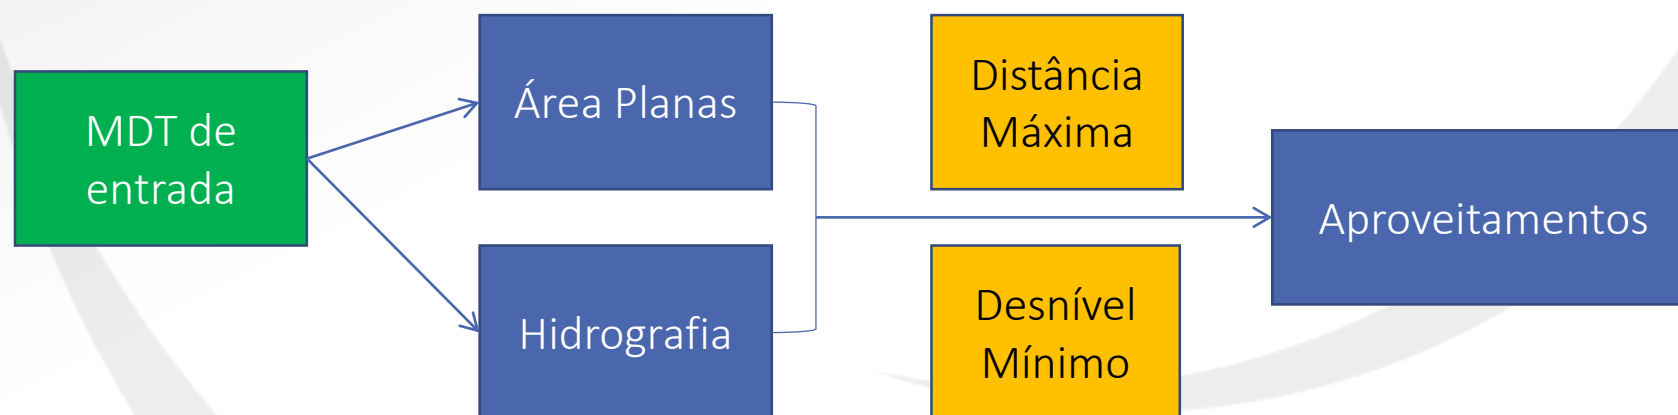 MDT de
entrada
Área Planas
Hidrografia
Distância
Máxima
Desnível
Mínimo
Aproveitamentos